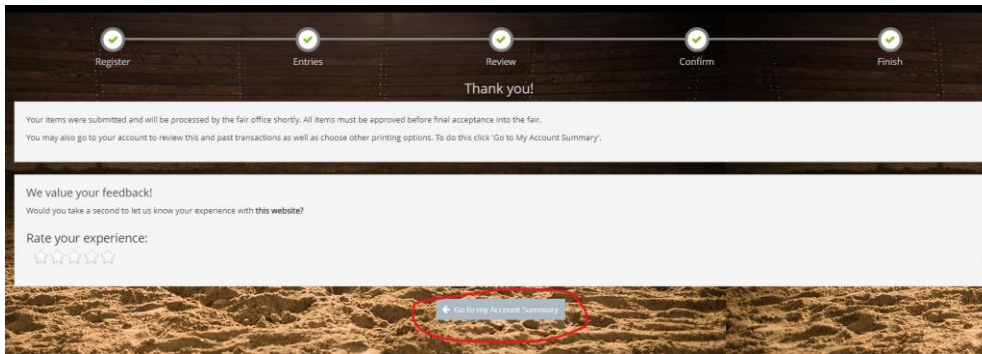 Register
Entries
Review
Confirm
Finish
Thank you!
Your items were submitted and will be processed by the fair office shortly. All items must be approved before final acceptance into the fair.
You may also go to your account to review this and past transactions as well as choose other printing options. To do this click 'Go to My Account Summary'.
We value your feedback!
Would you take a second to let us know your experience with this website?
Rate your experience:
Go to my Account Summary